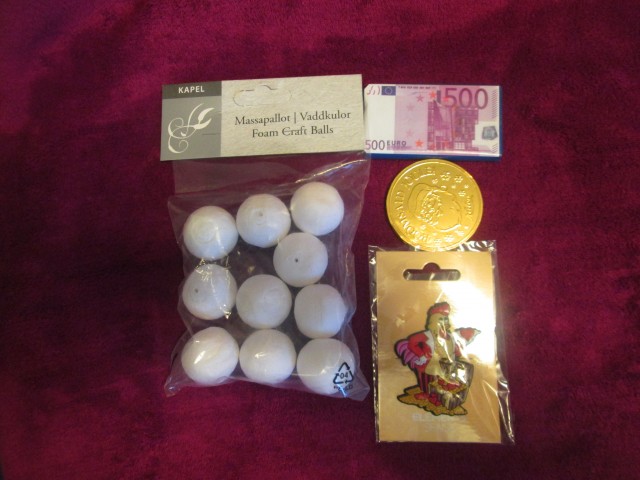 KAPEL
Massapallot | Vaddkulor
Foam Craft Balls
500
500 EURO
04